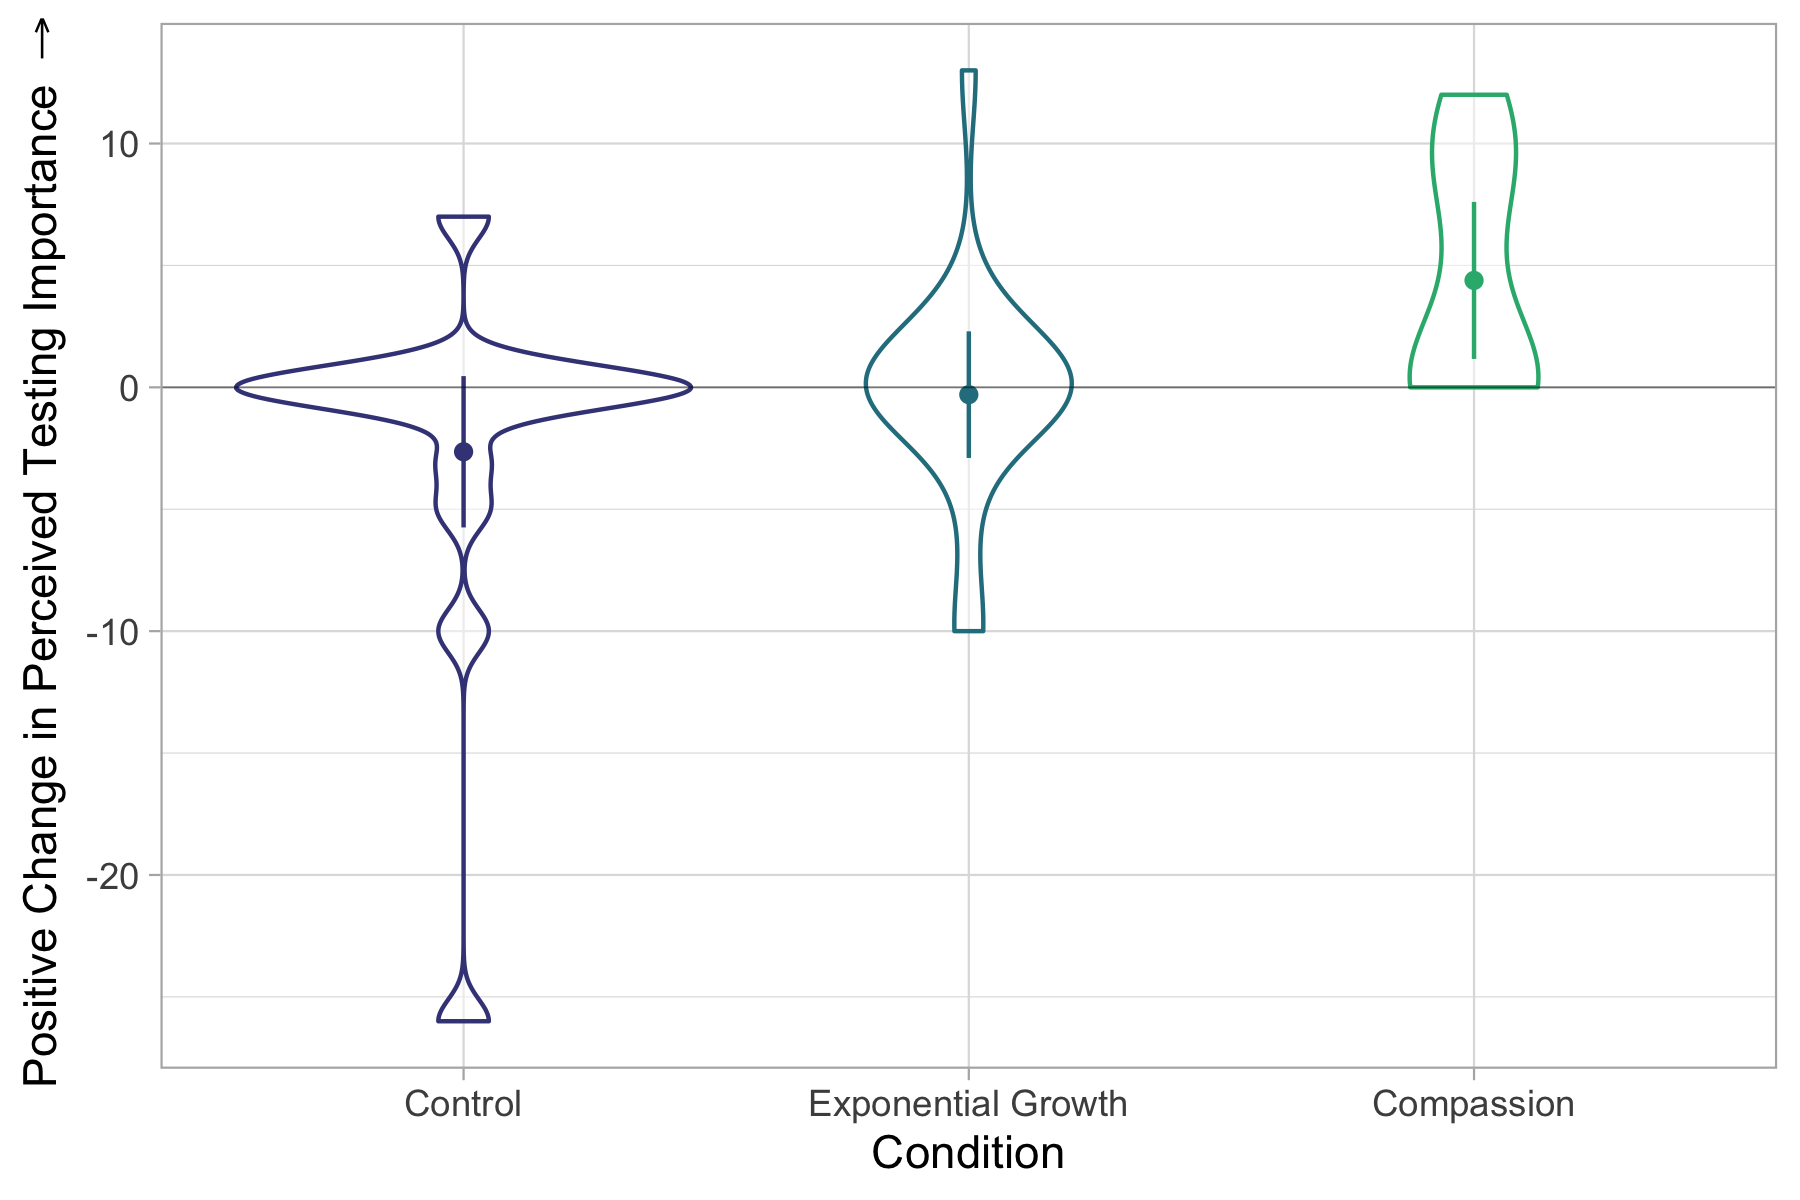 Positive Change in Perceived Testing Importance →
10
0
-10
-20
Control
Exponential Growth
Compassion
Condition